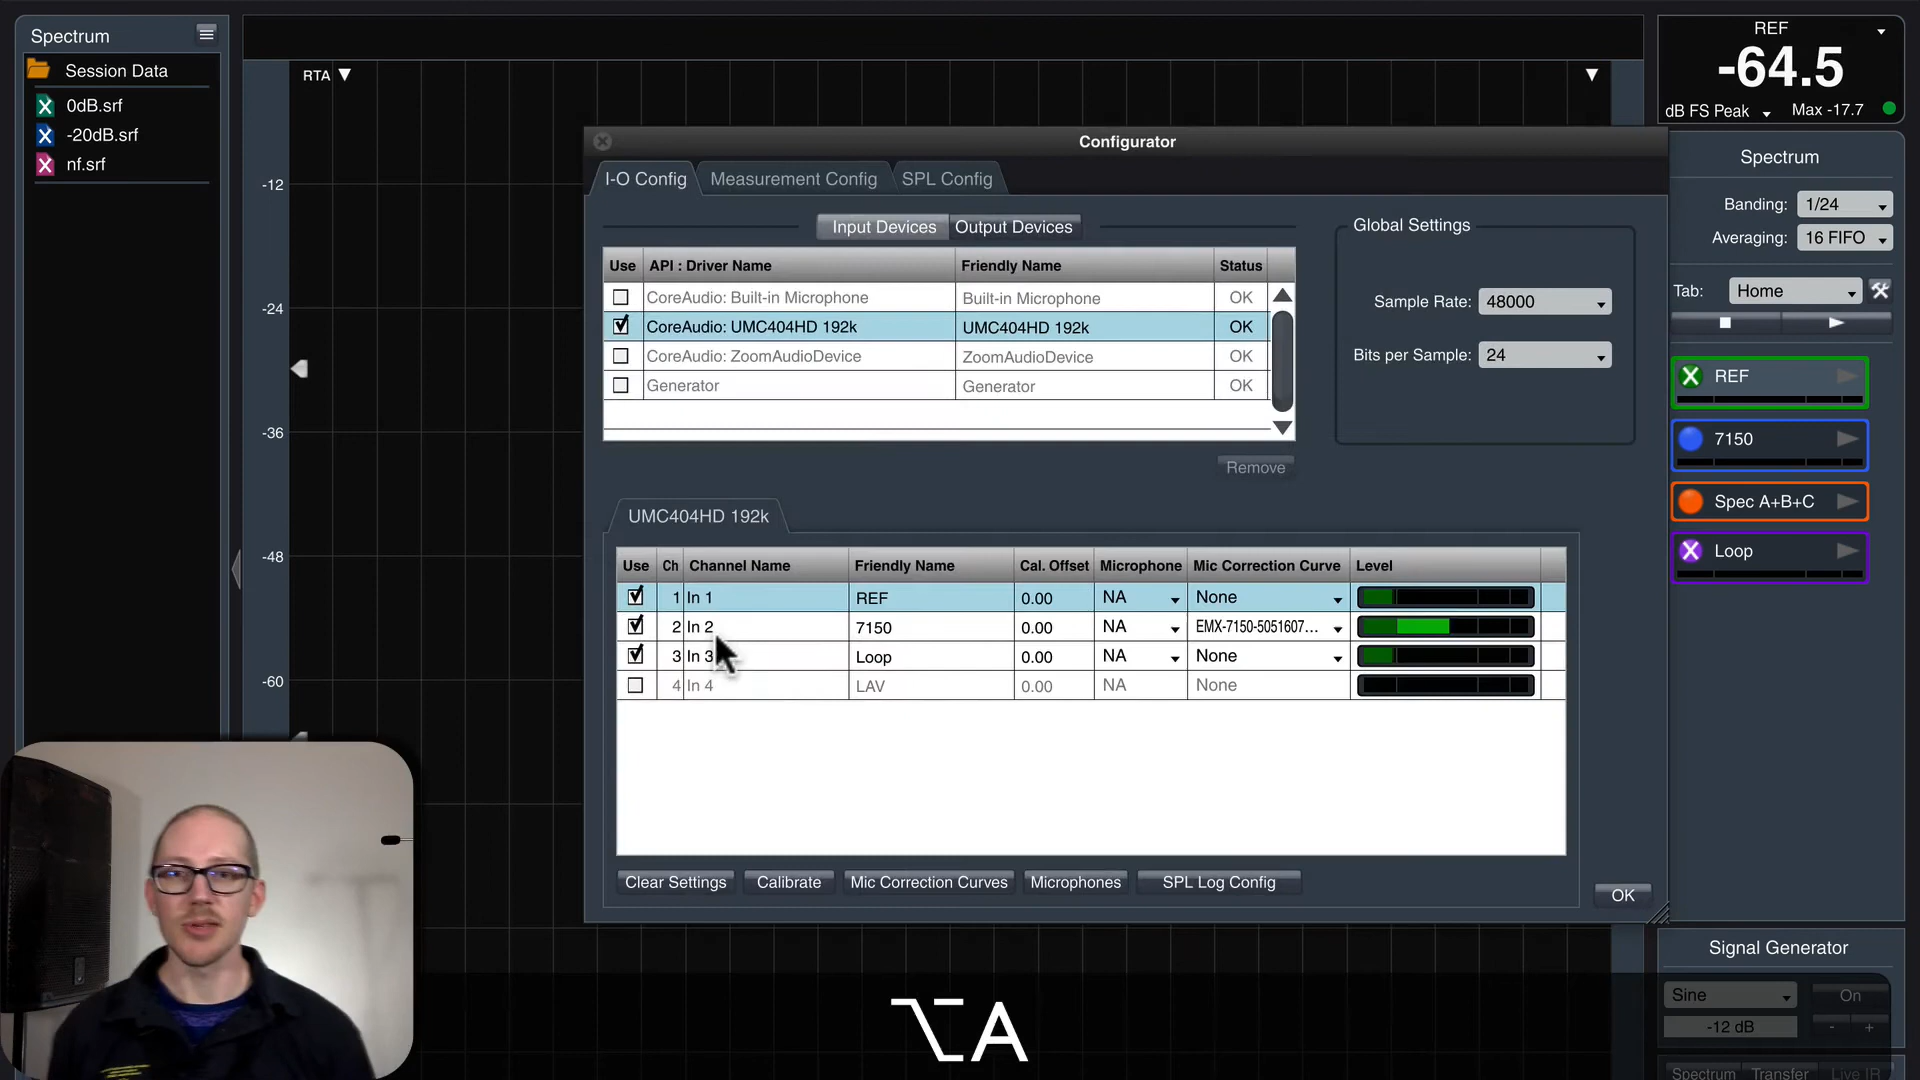 Spectrum
Session Data
0dB.srf
-20dB.srf
nf.srf
RTA
-12
-24
-36
-48
-60
Configurator
I-O Config
Measurement Config
SPL Config
Input Devices
Output Devices
Use API : Driver Name Friendly Name Status
CoreAudio: Built-in Microphone Built-in Microphone OK
CoreAudio: UMC404HD 192k UMC404HD 192k OK
CoreAudio: ZoomAudioDevice ZoomAudioDevice OK
Generator Generator OK
Remove
Global Settings
Sample Rate: 48000
Bits per Sample: 24
UMC404HD 192k
Use Ch Channel Name Friendly Name Cal. Offset Microphone Mic Correction Curve Level
1 In 1 REF 0.00 NA None
2 In 2 7150 0.00 NA EMX-7150-5051607...
3 In 3 Loop 0.00 NA None
4 In 4 LAV 0.00 NA None
Clear Settings
Calibrate
Mic Correction Curves
Microphones
SPL Log Config
OK
REF
-64.5
dB FS Peak Max -17.7
Spectrum
Banding: 1/24
Averaging: 16 FIFO
Tab: Home
REF
7150
Spec A+B+C
Loop
Signal Generator
Sine On
-12 dB - +
Spectrum Transfer Live IR
⌥A